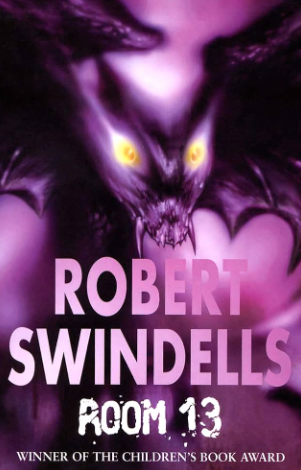 ROBERT
SWINDELLS
ROOM 13
WINNER OF THE CHILDREN'S BOOK AWARD